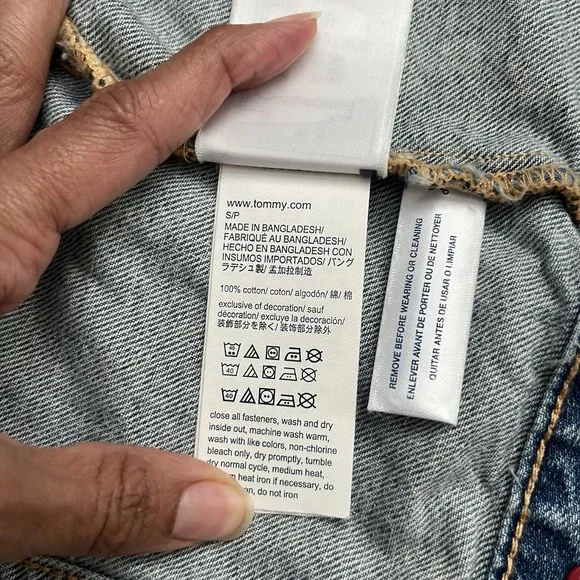 www.tommy.com
S/P
MADE IN BANGLADESH/
FABRIQUÉ AU BANGLADESH/
HECHO EN BANGLADESH CON
INSUMOS IMPORTADOS/ バング
ラデシュ製/ 孟加拉制造
100% cotton/ coton/ algodón/ 綿/ 棉
exclusive of decoration/ sauf
décoration/ excluye la decoración/
装飾部分を除く/ 装饰部分除外
40
40
close all fasteners, wash and dry
inside out, machine wash warm,
wash with like colors, non-chlorine
bleach only, dry promptly, tumble
dry normal cycle, medium heat,
heat iron if necessary, do
do not iron
REMOVE BEFORE WEARING OR CLEANING
ENLEVER AVANT DE PORTER OU DE NETTOYER
QUITAR ANTES DE USAR O LIMPIAR